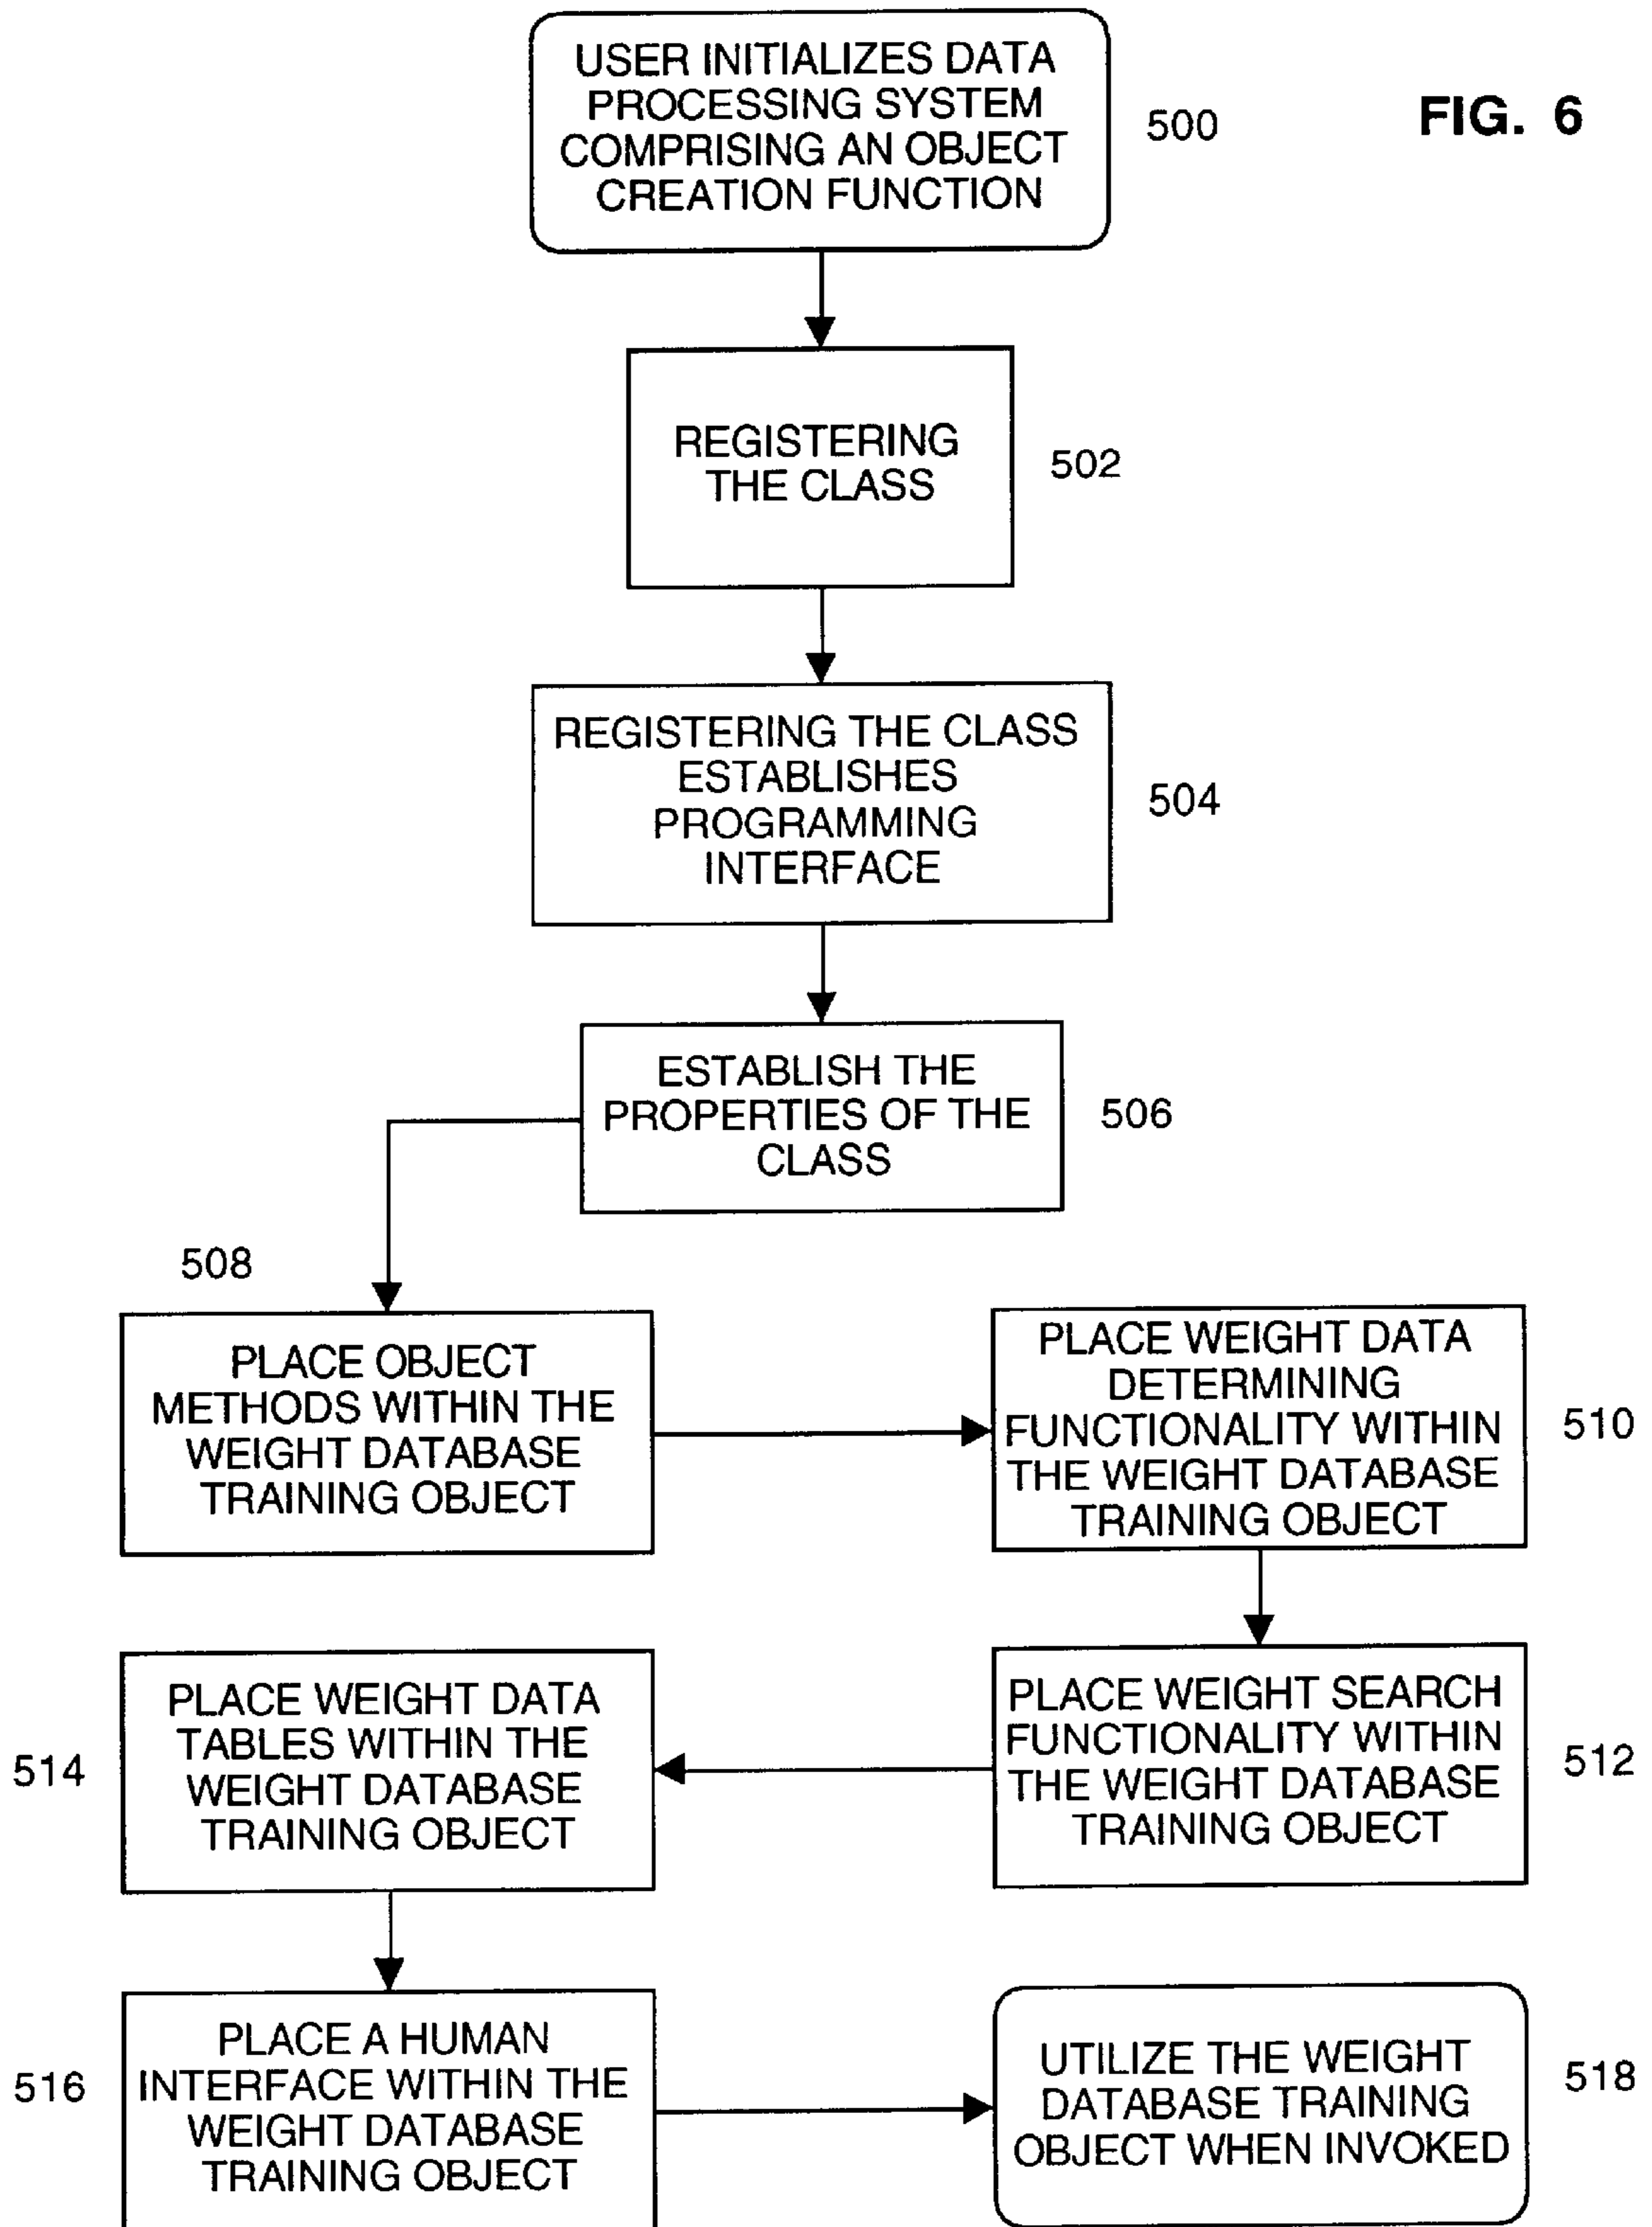 USER INITIALIZES DATA
PROCESSING SYSTEM
COMPRISING AN OBJECT
CREATION FUNCTION
500
FIG. 6
REGISTERING
THE CLASS
502
REGISTERING THE CLASS
ESTABLISHES
PROGRAMMING
INTERFACE
504
ESTABLISH THE
PROPERTIES OF THE
CLASS
506
508
PLACE OBJECT
METHODS WITHIN THE
WEIGHT DATABASE
TRAINING OBJECT
PLACE WEIGHT DATA
DETERMINING
FUNCTIONALITY WITHIN
THE WEIGHT DATABASE
TRAINING OBJECT
510
PLACE WEIGHT SEARCH
FUNCTIONALITY WITHIN
THE WEIGHT DATABASE
TRAINING OBJECT
512
514
PLACE WEIGHT DATA
TABLES WITHIN THE
WEIGHT DATABASE
TRAINING OBJECT
516
PLACE A HUMAN
INTERFACE WITHIN THE
WEIGHT DATABASE
TRAINING OBJECT
UTILIZE THE WEIGHT
DATABASE TRAINING
OBJECT WHEN INVOKED
518